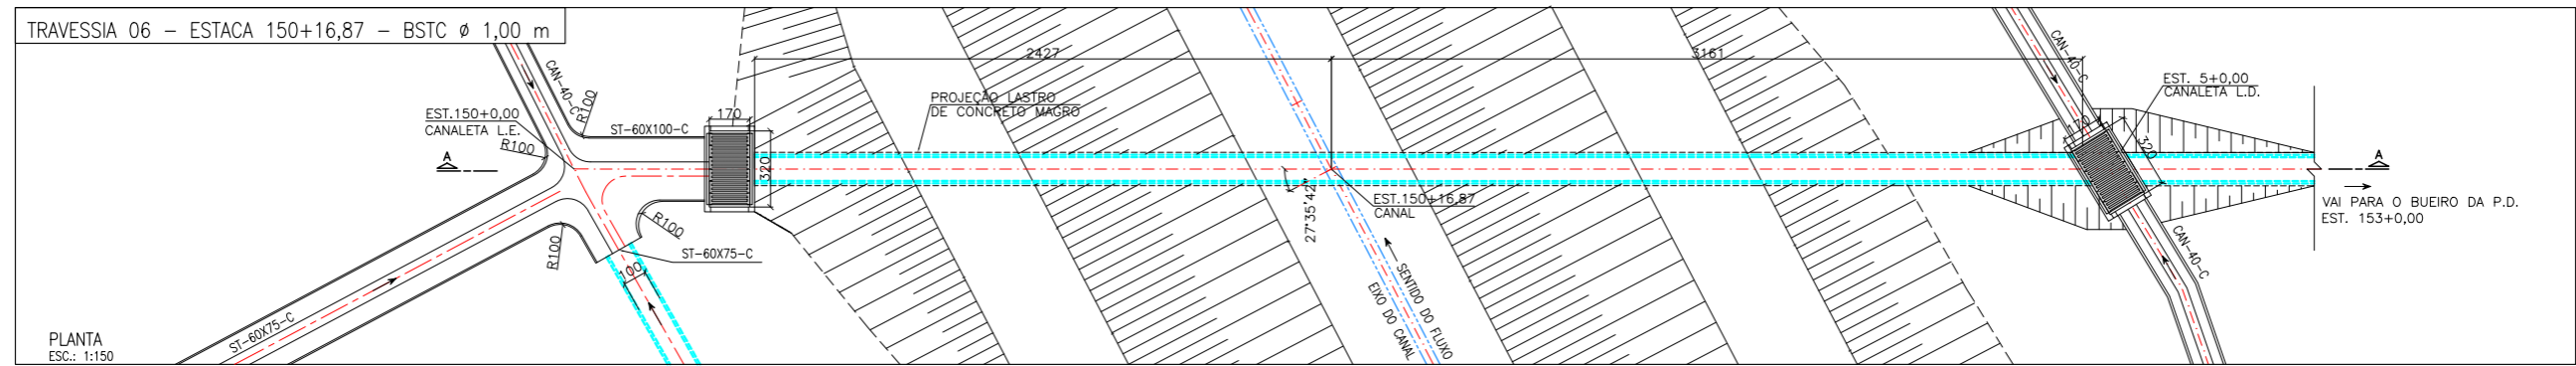 TRAVESSIA 06 – ESTACA 150+16,87 – BSTC ø 1,00 m
CAN-40-C
R100
EST.150+0,00
CANALETA L.E.
R100
ST-60X100-C
170
320
PROJEÇÃO LASTRO
DE CONCRETO MAGRO
2427
3161
A
R100
R100
ST-60X75-C
100
ST-60X75-C
27°35'42"
EST.150+16,87
CANAL
SENTIDO DO FLUXO
EIXO DO CANAL
CAN-40-C
EST. 5+0,00
CANALETA L.D.
170
320
A
VAI PARA O BUEIRO DA P.D.
EST. 153+0,00
CAN-40-C
PLANTA
ESC.: 1:150